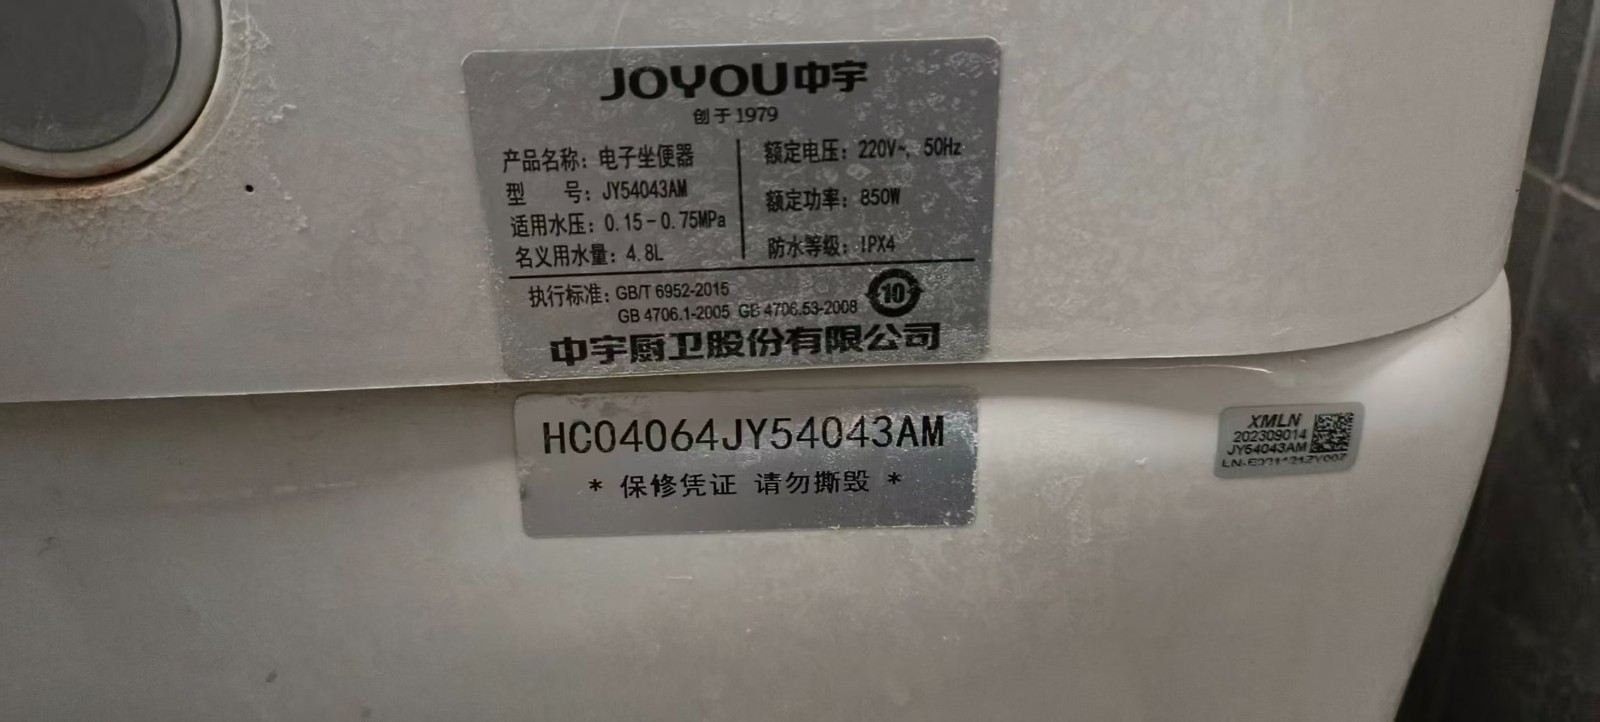 JOYOU中宇
创于1979
产品名称：电子坐便器
型 号：JY54043AM
适用水压：0.15-0.75MPa
名义用水量：4.8L
额定电压：220V~，50Hz
额定功率：850W
防水等级：IPX4
执行标准：GB/T 6952-2015
GB 4706.1-2005 GB 4706.53-2008
10
中宇厨卫股份有限公司
HC04064JY54043AM
* 保修凭证 请勿撕毁 *
XMLN
202309014
JY54043AM